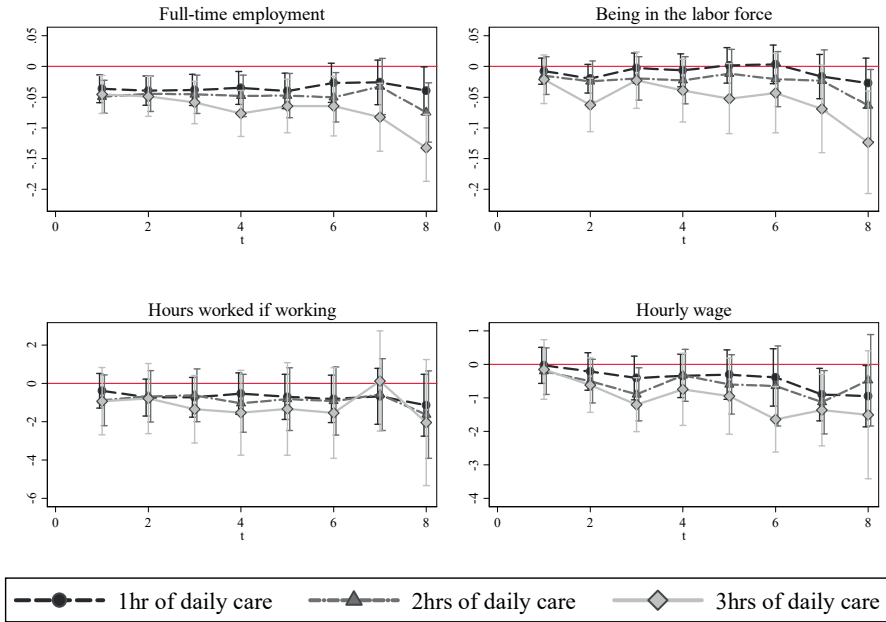 Full-time employment
.05
0
-.05
-.1
-.15
-.2
0 2 4 6 8
t
Being in the labor force
.05
0
-.05
-.1
-.15
-.2
0 2 4 6 8
t
Hours worked if working
2
0
-2
-4
-6
0 2 4 6 8
t
Hourly wage
1
0
-1
-2
-3
-4
0 2 4 6 8
t
1hr of daily care 2hrs of daily care 3hrs of daily care